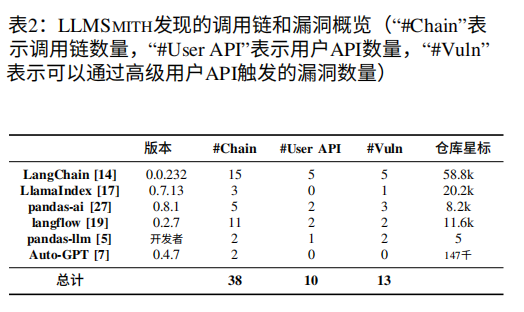 表2：LLMSMITH发现的调用链和漏洞概览（“#Chain”表
示调用链数量，“#User API”表示用户API数量，“#Vuln”
表示可以通过高级用户API触发的漏洞数量）
版本 #Chain #User API #Vuln 仓库星标
LangChain [14] 0.0.232 15 5 5 58.8k
LlamaIndex [17] 0.7.13 3 0 1 20.2k
pandas-ai [27] 0.8.1 5 2 3 8.2k
langflow [19] 0.2.7 11 2 2 11.6k
pandas-llm [5] 开发者 2 1 2 5
Auto-GPT [7] 0.4.7 2 0 0 147千
总计 38 10 13